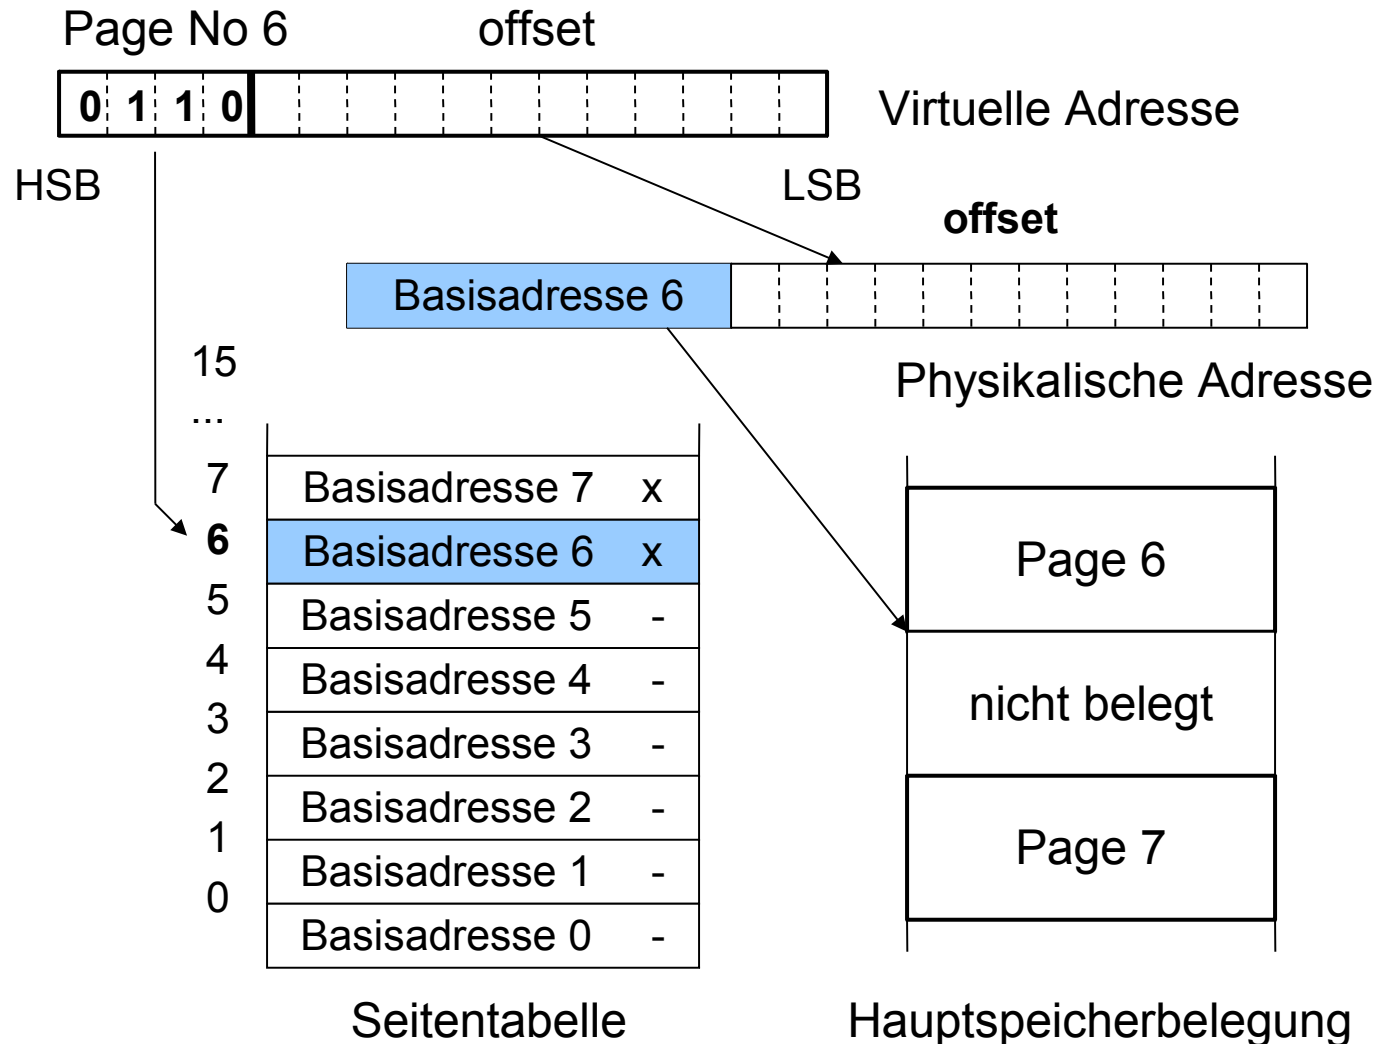 Page No 6 offset
0 1 1 0 Virtuelle Adresse
HSB LSB
offset
Basisadresse 6
Physikalische Adresse
15
...
7 Basisadresse 7 x
6 Basisadresse 6 x
5 Basisadresse 5 -
4 Basisadresse 4 -
3 Basisadresse 3 -
2 Basisadresse 2 -
1 Basisadresse 1 -
0 Basisadresse 0 -
Seitentabelle
Page 6
nicht belegt
Page 7
Hauptspeicherbelegung